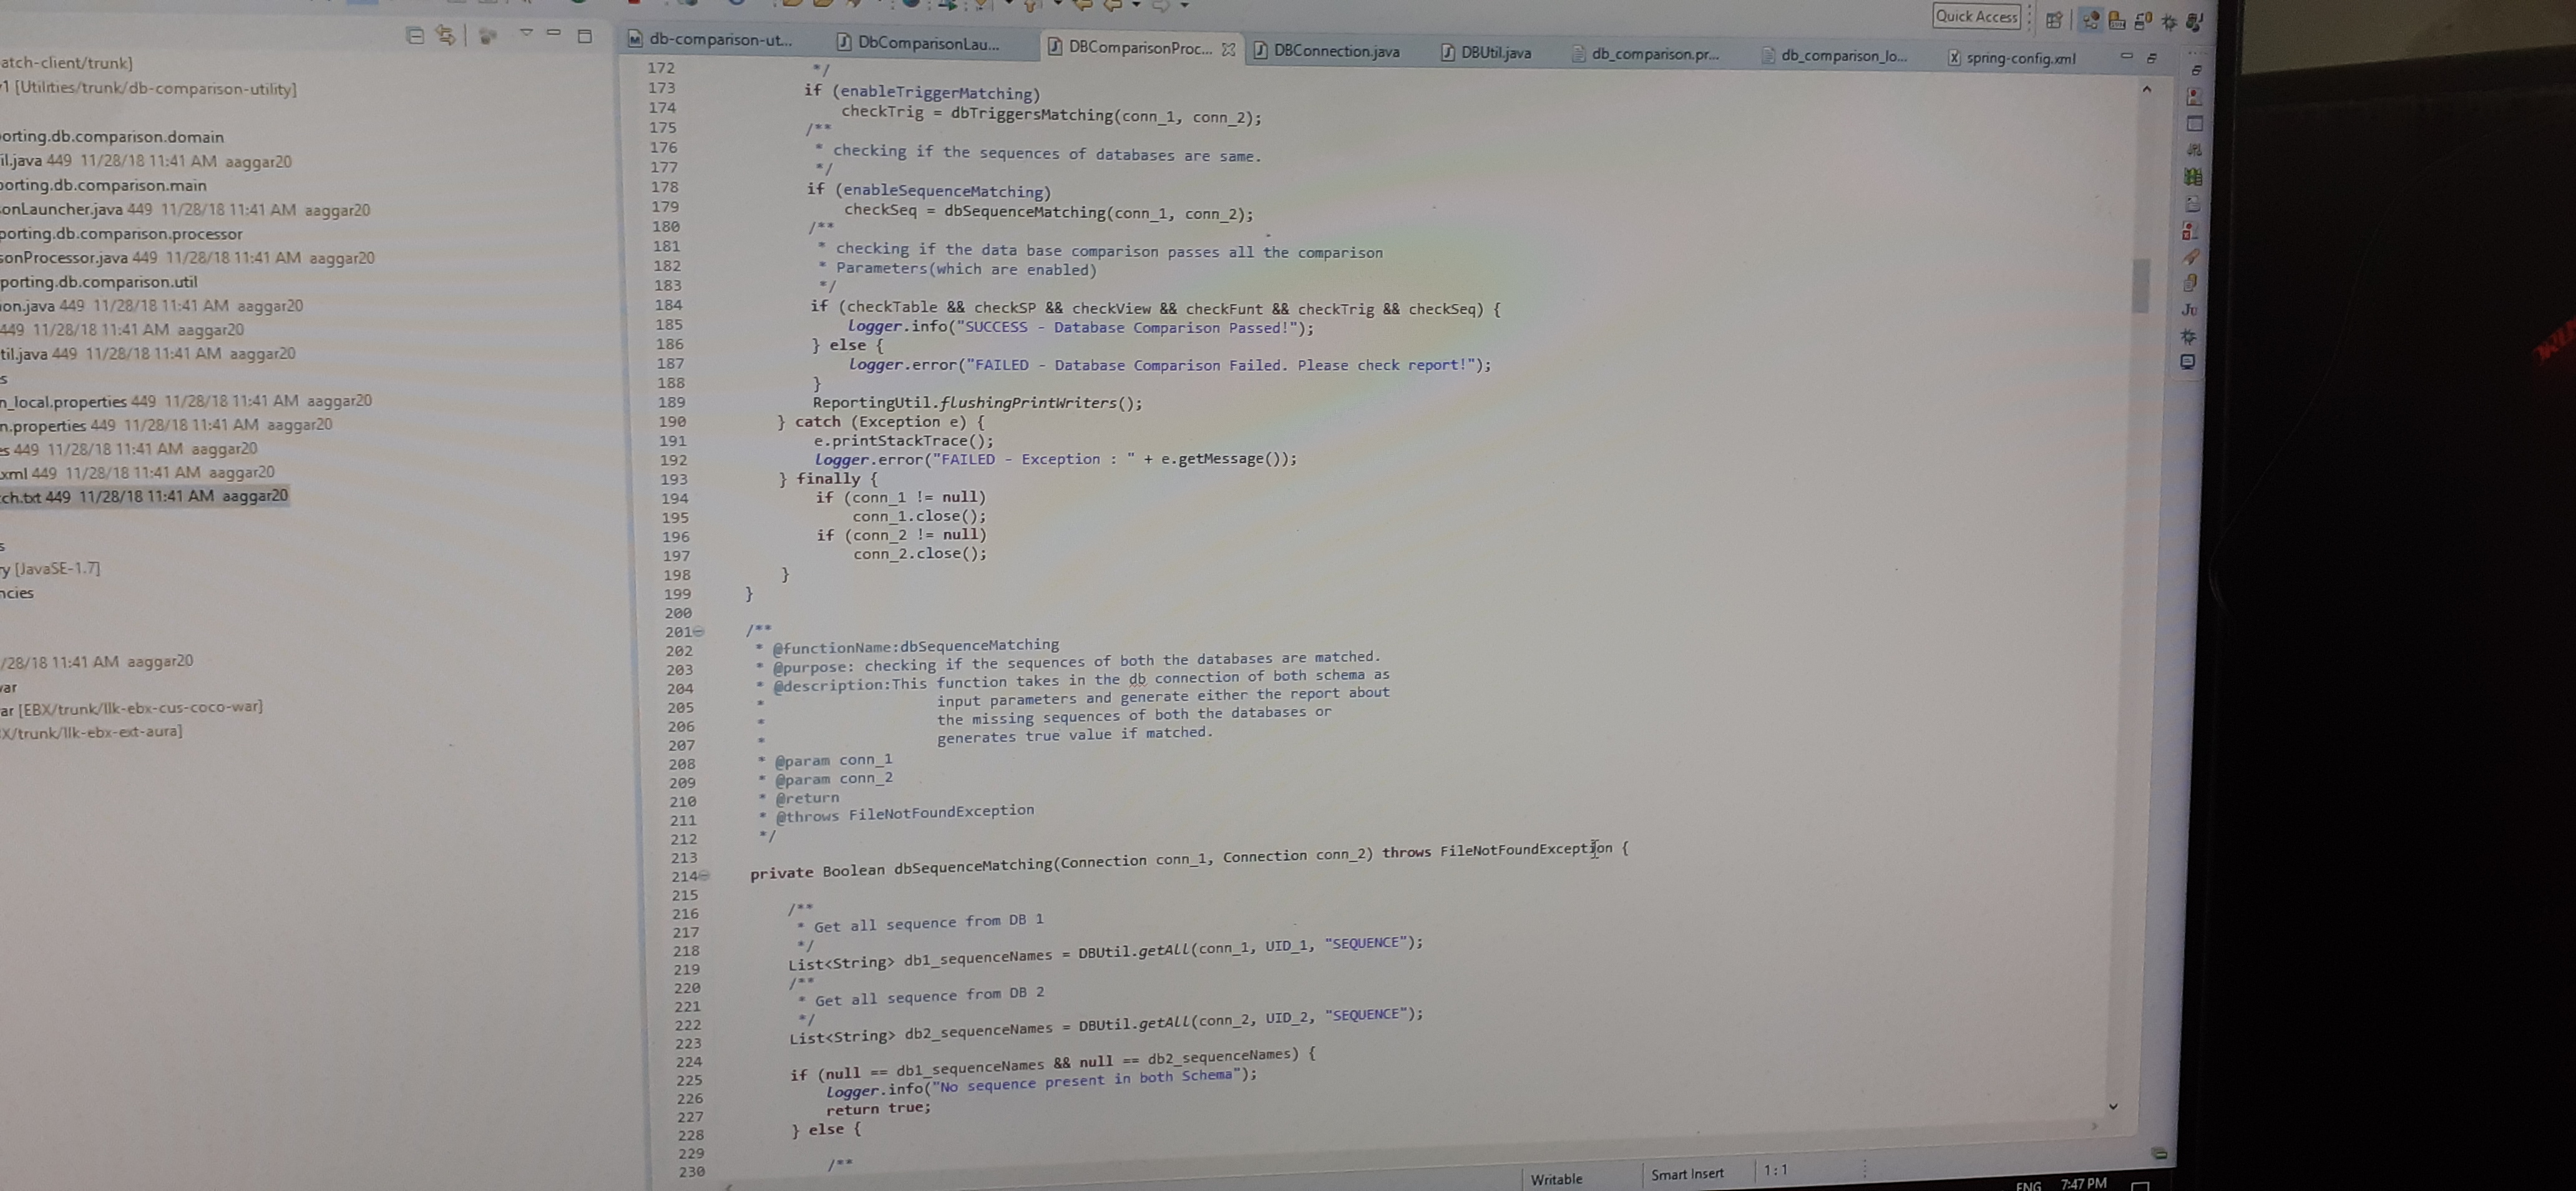 Quick Access
atch-client/trunk]
1 [Utilities/trunk/db-comparison-utility]
orting.db.comparison.domain
il.java 449 11/28/18 11:41 AM aaggar20
orting.db.comparison.main
onLauncher.java 449 11/28/18 11:41 AM aaggar20
porting.db.comparison.processor
sonProcessor.java 449 11/28/18 11:41 AM aaggar20
porting.db.comparison.util
ion.java 449 11/28/18 11:41 AM aaggar20
449 11/28/18 11:41 AM aaggar20
til.java 449 11/28/18 11:41 AM aaggar20
s
n_local.properties 449 11/28/18 11:41 AM aaggar20
n.properties 449 11/28/18 11:41 AM aaggar20
es 449 11/28/18 11:41 AM aaggar20
xml 449 11/28/18 11:41 AM aaggar20
ch.txt 449 11/28/18 11:41 AM aaggar20
s
ry [JavaSE-1.7]
ncies
/28/18 11:41 AM aaggar20
var
ar [EBX/trunk/llk-ebx-cus-coco-war]
X/trunk/llk-ebx-ext-aura]
db-comparison-ut... DbComparisonLau... DBComparisonProc... DBConnection.java DBUtil.java db_comparison.pr... db_comparison_lo... spring-config.xml
172 */
173 if (enableTriggerMatching)
174 checkTrig = dbTriggersMatching(conn_1, conn_2);
175 /**
176 * checking if the sequences of databases are same.
177 */
178 if (enableSequenceMatching)
179 checkSeq = dbSequenceMatching(conn_1, conn_2);
180 /**
181 * checking if the data base comparison passes all the comparison
182 * Parameters(which are enabled)
183 */
184 if (checkTable && checkSP && checkView && checkFunt && checkTrig && checkSeq) {
185 Logger.info("SUCCESS - Database Comparison Passed!");
186 } else {
187 Logger.error("FAILED - Database Comparison Failed. Please check report!");
188 }
189 ReportingUtil.flushingPrintWriters();
190 } catch (Exception e) {
191 e.printStackTrace();
192 Logger.error("FAILED - Exception : " + e.getMessage());
193 } finally {
194 if (conn_1 != null)
195 conn_1.close();
196 if (conn_2 != null)
197 conn_2.close();
198 }
199 }
200
201 /**
202 * @functionName:dbSequenceMatching
203 * @purpose: checking if the sequences of both the databases are matched.
204 * @description:This function takes in the db connection of both schema as
205 * input parameters and generate either the report about
206 * the missing sequences of both the databases or
207 * generates true value if matched.
208 * @param conn_1
209 * @param conn_2
210 * @return
211 * @throws FileNotFoundException
212 */
213
214 private Boolean dbSequenceMatching(Connection conn_1, Connection conn_2) throws FileNotFoundException {
215
216 /**
217 * Get all sequence from DB 1
218 */
219 List<String> db1_sequenceNames = DBUtil.getAll(conn_1, UID_1, "SEQUENCE");
220 /**
221 * Get all sequence from DB 2
222 */
223 List<String> db2_sequenceNames = DBUtil.getAll(conn_2, UID_2, "SEQUENCE");
224
225 if (null == db1_sequenceNames && null == db2_sequenceNames) {
226 Logger.info("No sequence present in both Schema");
227 return true;
228 } else {
229
230 /**
Writable Smart Insert 1 : 1
ENG 7:47 PM